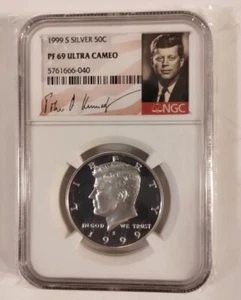 1999 S SILVER 50C
PF 69 ULTRA CAMEO
5761666-040
NGC
LIBERTY
IN GOD WE TRUST
S
1999